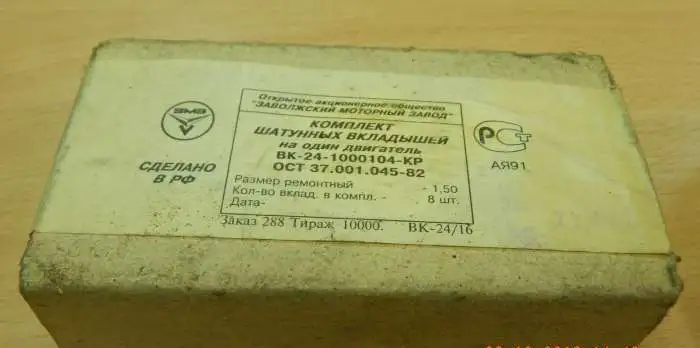 Открытое акционерное общество
"ЗАВОЛЖСКИЙ МОТОРНЫЙ ЗАВОД"
КОМПЛЕКТ
ШАТУННЫХ ВКЛАДЫШЕЙ
на один двигатель
ВК-24-1000104-КР
ОСТ 37.001.045-82
Размер ремонтный - 1,50
Кол-во вклад. в компл. - 8 шт.
Дата-
Заказ 288 Тираж 10000. ВК-24/16
ЗМЗ
СДЕЛАНО
В РФ
РСТ
АЯ91